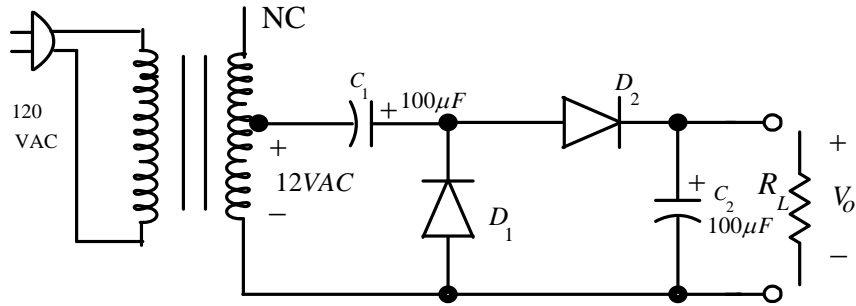 NC
120
VAC
C1
+ 100μF
+
12VAC
−
D1
D2
+
C2
100μF
RL
+
Vo
−